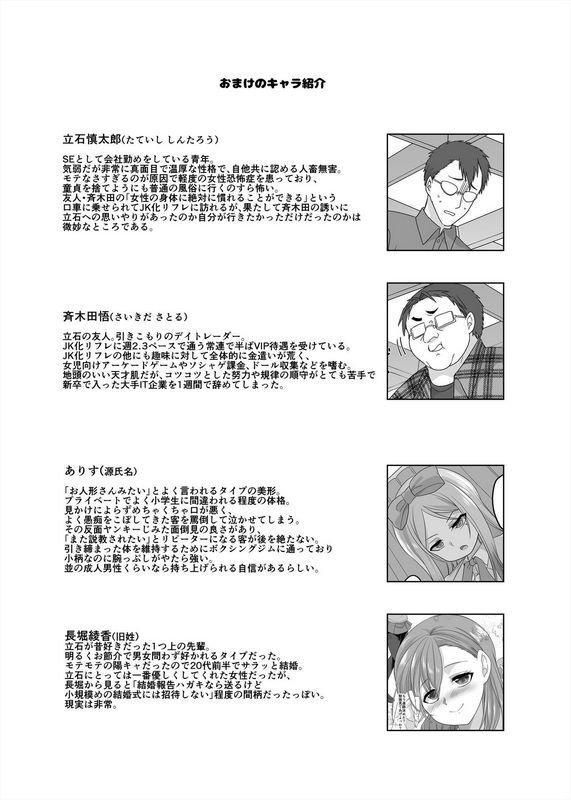 おまけのキャラ紹介
立石慎太郎(たていし しんたろう)
SEとして会社勤めをしている青年。
気弱だが非常に真面目で温厚な性格で、自他共に認める人畜無害。
モテなさすぎるのが原因で軽度の女性恐怖症を患っており、
童貞を捨てようにも普通の風俗に行くのすら怖い。
友人・斉木田の「女性の身体に絶対に慣れることができる」という
口車に乗せられてJK化リフレに訪れるが、果たして斉木田の誘いに
立石への思いやりがあったのか自分が行きたかっただけだったのかは
微妙なところである。
斉木田悟(さいきだ さとる)
立石の友人。引きこもりのデイトレーダー。
JK化リフレに週2.3ペースで通う常連で半ばVIP待遇を受けている。
JK化リフレの他にも趣味に対して全体的に金遣いが荒く、
女児向けアーケードゲームやソシャゲ課金、ドール収集などを嗜む。
地頭のいい天才肌だが、コツコツとした努力や規律の順守がとても苦手で
新卒で入った大手IT企業を1週間で辞めてしまった。
ありす(源氏名)
「お人形さんみたい」とよく言われるタイプの美形。
プライベートでよく小学生に間違われる程度の体格。
見かけによらずめちゃくちゃ口が悪く、
よく愚痴をこぼしてきた客を罵倒して泣かせてしまう。
その反面ヤンキーじみた面倒見の良さがあり、
「また説教されたい」とリピーターになる客が後を絶たない。
引き締まった体を維持するためにボクシングジムに通っており
小柄なのに腕っぷしがやたら強い。
並の成人男性くらいなら持ち上げられる自信があるらしい。
長堀綾香(旧姓)
立石が昔好きだった1つ上の先輩。
明るくお節介で男女問わず好かれるタイプだった。
モテモテの陽キャだったので20代前半でサラッと結婚。
立石にとっては一番優しくしてくれた女性だったが、
長堀から見ると「結婚報告ハガキなら送るけど
小規模めの結婚式には招待しない」程度の間柄だったっぽい。
現実は非常。